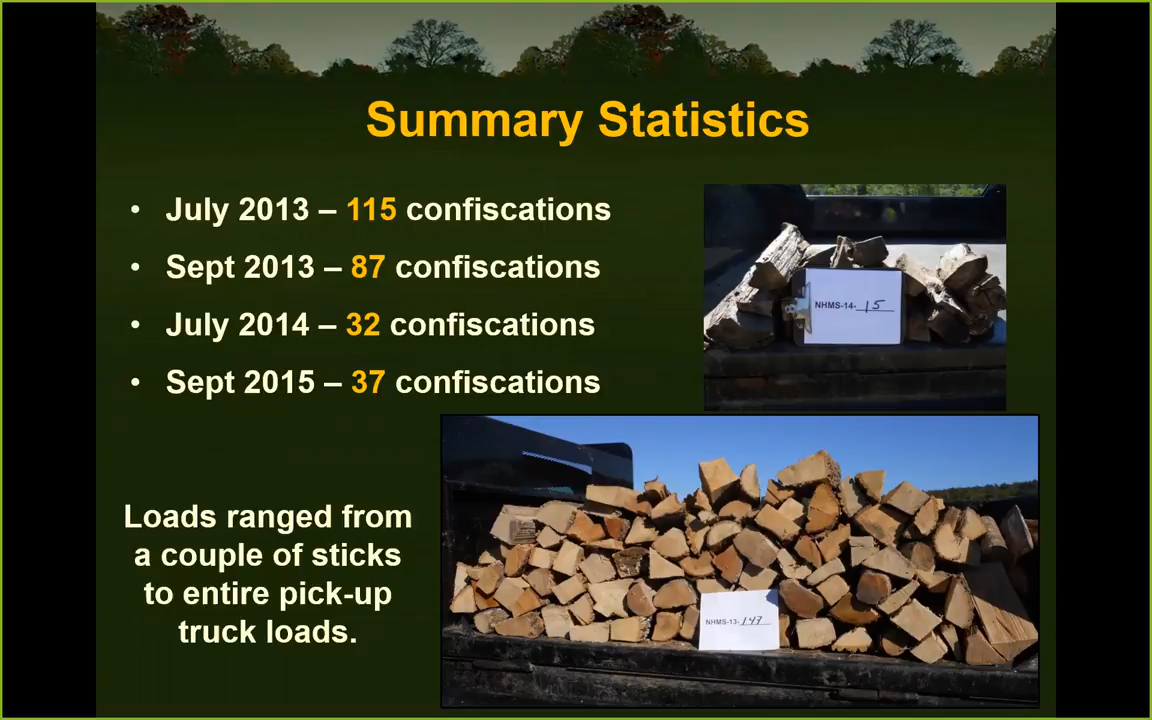 Summary Statistics
• July 2013 – 115 confiscations
• Sept 2013 – 87 confiscations
• July 2014 – 32 confiscations
• Sept 2015 – 37 confiscations
NHMS-14- 15
Loads ranged from
a couple of sticks
to entire pick-up
truck loads.
NHMS-13- 147